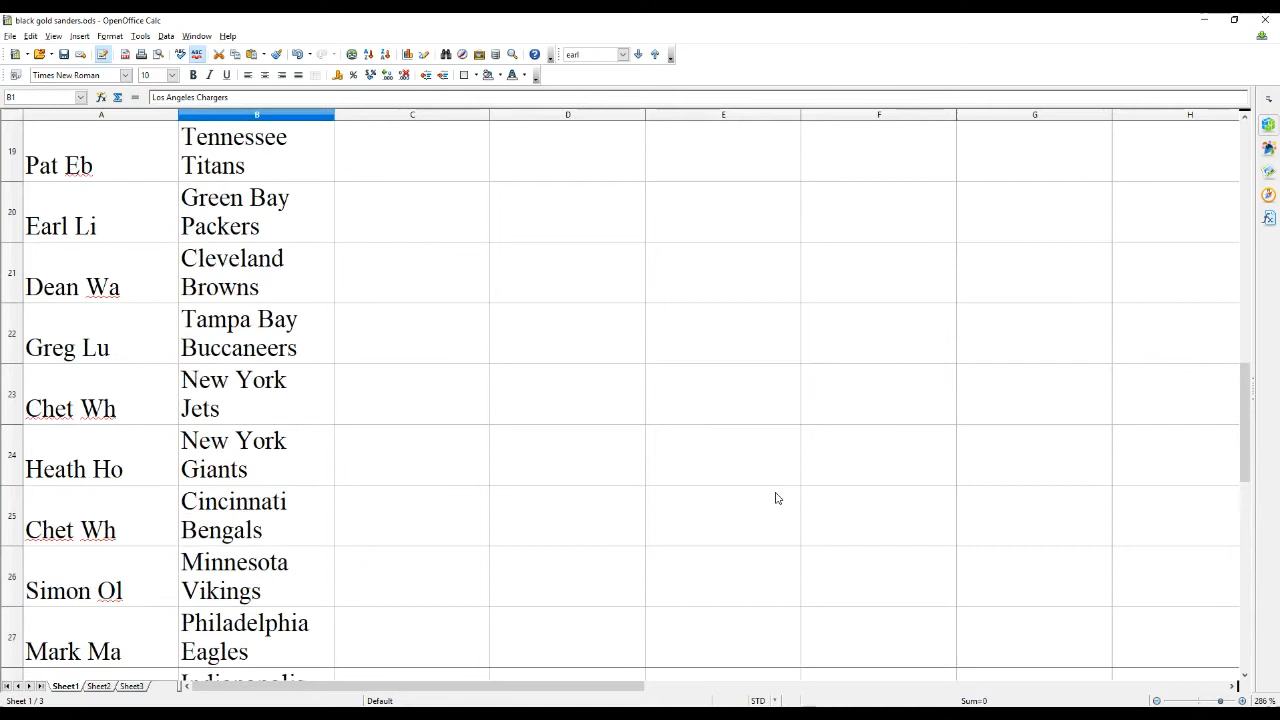 black gold sanders.ods - OpenOffice Calc
File Edit View Insert Format Tools Data Window Help
earl
Times New Roman 10
B1 Los Angeles Chargers
A B C D E F G H
19 Pat Eb Tennessee
Titans
20 Earl Li Green Bay
Packers
21 Dean Wa Cleveland
Browns
22 Greg Lu Tampa Bay
Buccaneers
23 Chet Wh New York
Jets
24 Heath Ho New York
Giants
25 Chet Wh Cincinnati
Bengals
26 Simon Ol Minnesota
Vikings
27 Mark Ma Philadelphia
Eagles
Indianapolis
Sheet1 Sheet2 Sheet3
Sheet 1 / 3 Default STD * Sum=0 286 %